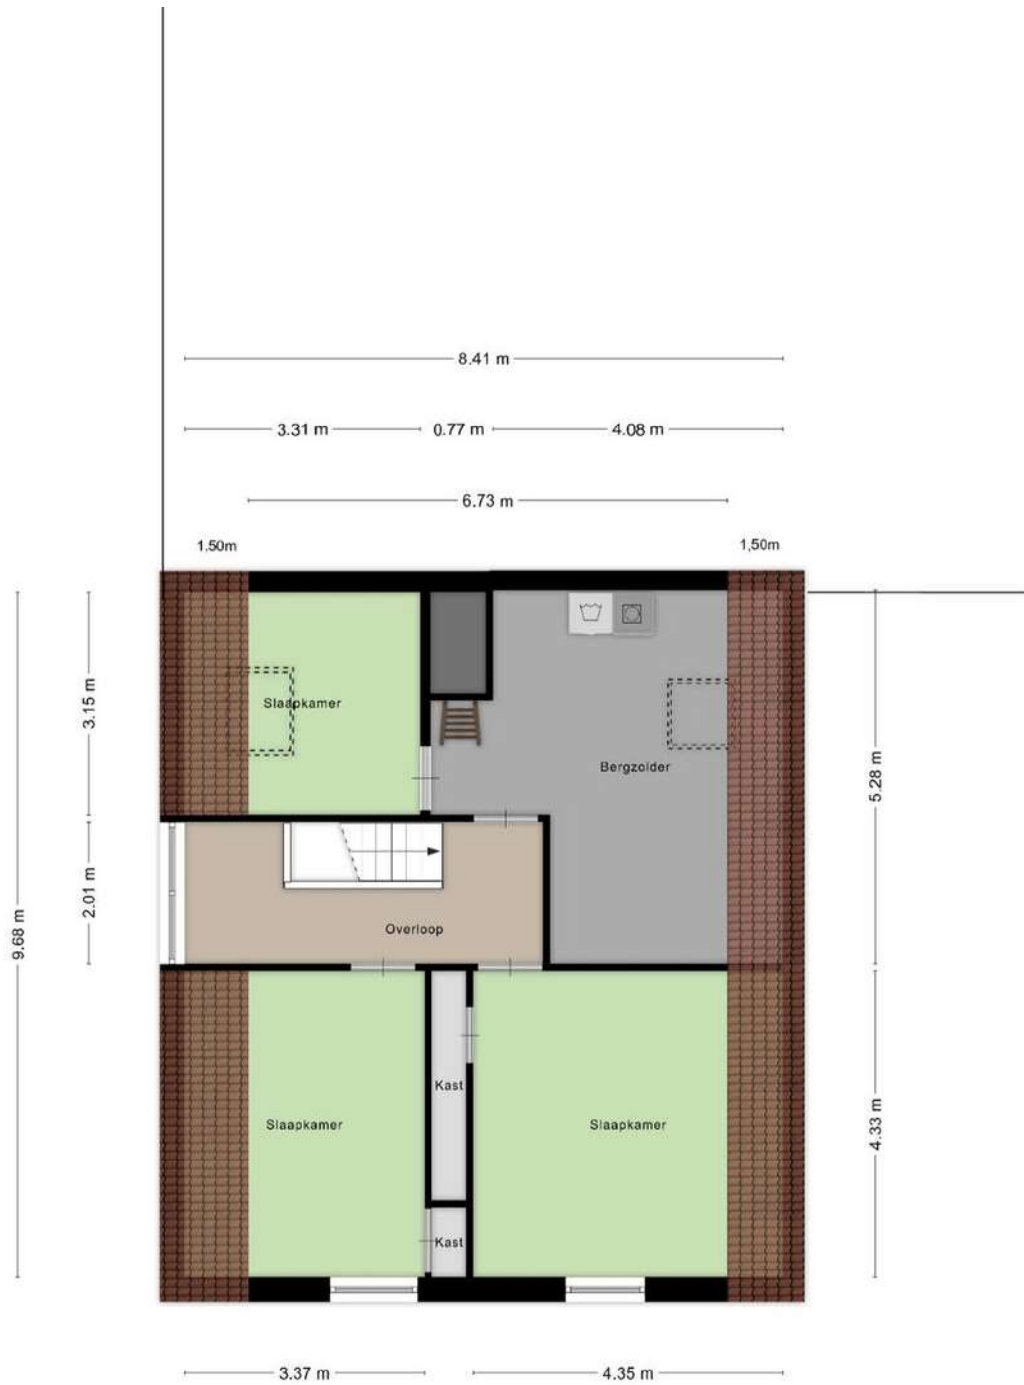 8.41 m
3.31 m
0.77 m
4.08 m
6.73 m
1,50m
1,50m
3.15 m
Slaapkamer
Bergzolder
5.28 m
2.01 m
9.68 m
Overloop
Kast
Slaapkamer
Slaapkamer
4.33 m
Kast
3.37 m
4.35 m